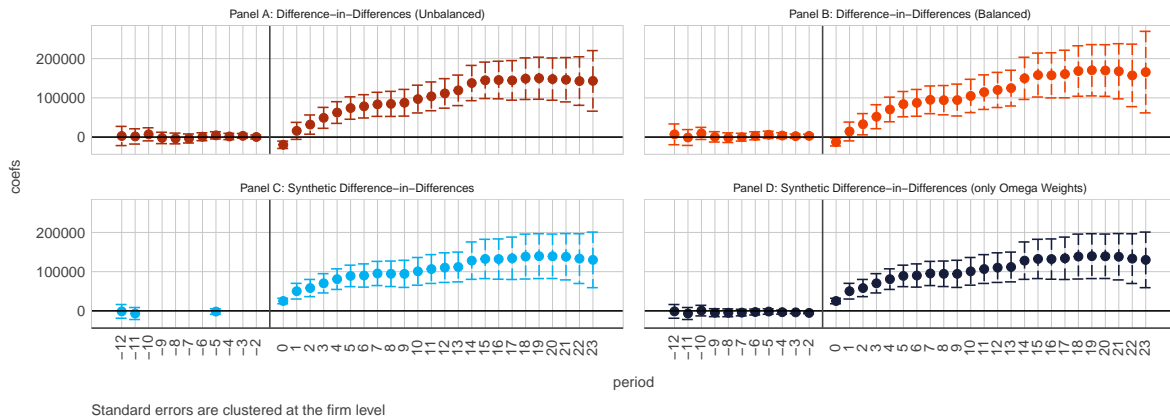 Panel A: Difference−in−Differences (Unbalanced)
Panel B: Difference−in−Differences (Balanced)
200000
100000
0
coefs
Panel C: Synthetic Difference−in−Differences
Panel D: Synthetic Difference−in−Differences (only Omega Weights)
200000
100000
0
−12 −11 −10 −9 −8 −7 −6 −5 −4 −3 −2 0 1 2 3 4 5 6 7 8 9 10 11 12 13 14 15 16 17 18 19 20 21 22 23
−12 −11 −10 −9 −8 −7 −6 −5 −4 −3 −2 0 1 2 3 4 5 6 7 8 9 10 11 12 13 14 15 16 17 18 19 20 21 22 23
period
Standard errors are clustered at the firm level